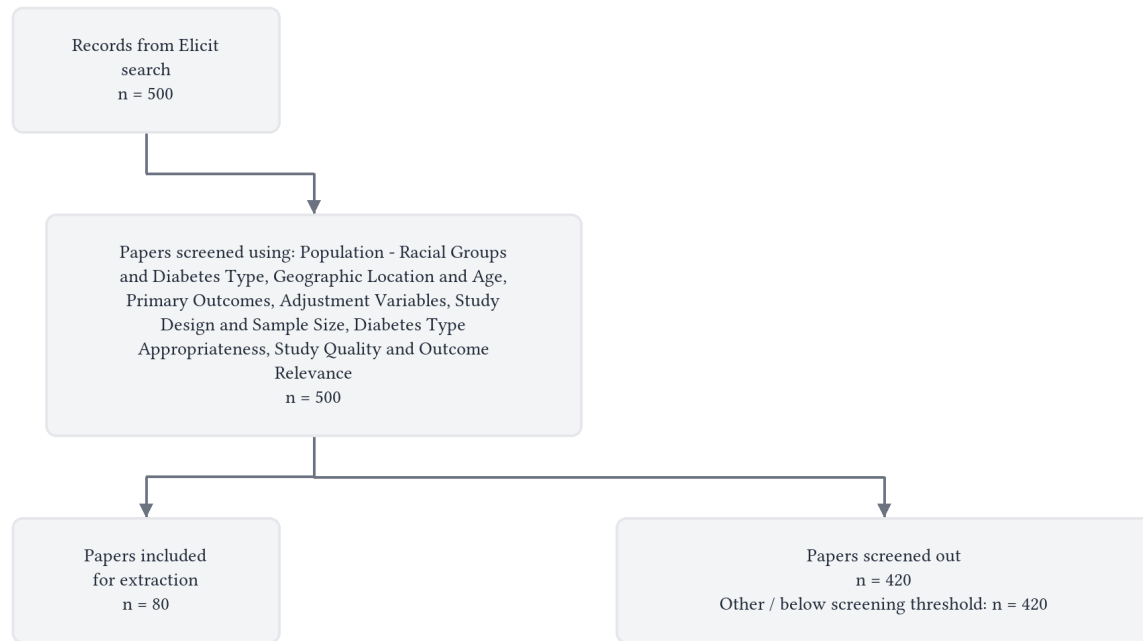 Records from Elicit
search
n = 500
Papers screened using: Population - Racial Groups
and Diabetes Type, Geographic Location and Age,
Primary Outcomes, Adjustment Variables, Study
Design and Sample Size, Diabetes Type
Appropriateness, Study Quality and Outcome
Relevance
n = 500
Papers included
for extraction
n = 80
Papers screened out
n = 420
Other / below screening threshold: n = 420